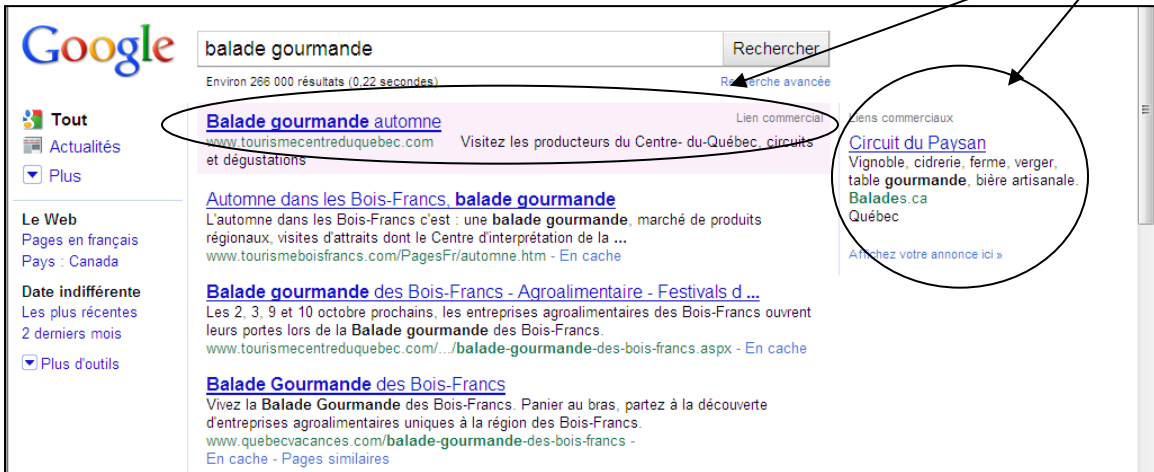 Google
balade gourmande
Rechercher
Environ 266 000 résultats (0,22 secondes)
Recherche avancée
Tout
Actualités
Plus
Le Web
Pages en français
Pays : Canada
Date indifférente
Les plus récentes
2 derniers mois
Plus d'outils
Balade gourmande automne
Lien commercial
www.tourismecentreduquebec.com Visitez les producteurs du Centre- du-Québec, circuits
et dégustations
Automne dans les Bois-Francs, balade gourmande
L'automne dans les Bois-Francs c'est : une balade gourmande, marché de produits
régionaux, visites d'attraits dont le Centre d'interprétation de la ...
www.tourismeboisfrancs.com/PagesFr/automne.htm - En cache
Balade gourmande des Bois-Francs - Agroalimentaire - Festivals d ...
Les 2, 3, 9 et 10 octobre prochains, les entreprises agroalimentaires des Bois-Francs ouvrent
leurs portes lors de la Balade gourmande des Bois-Francs.
www.tourismecentreduquebec.com/.../balade-gourmande-des-bois-francs.aspx - En cache
Balade Gourmande des Bois-Francs
Vivez la Balade Gourmande des Bois-Francs. Panier au bras, partez à la découverte
d'entreprises agroalimentaires uniques à la région des Bois-Francs.
www.quebecvacances.com/balade-gourmande-des-bois-francs -
En cache - Pages similaires
Liens commerciaux
Circuit du Paysan
Vignoble, cidrerie, ferme, verger,
table gourmande, bière artisanale.
Balades.ca
Québec
Affichez votre annonce ici »